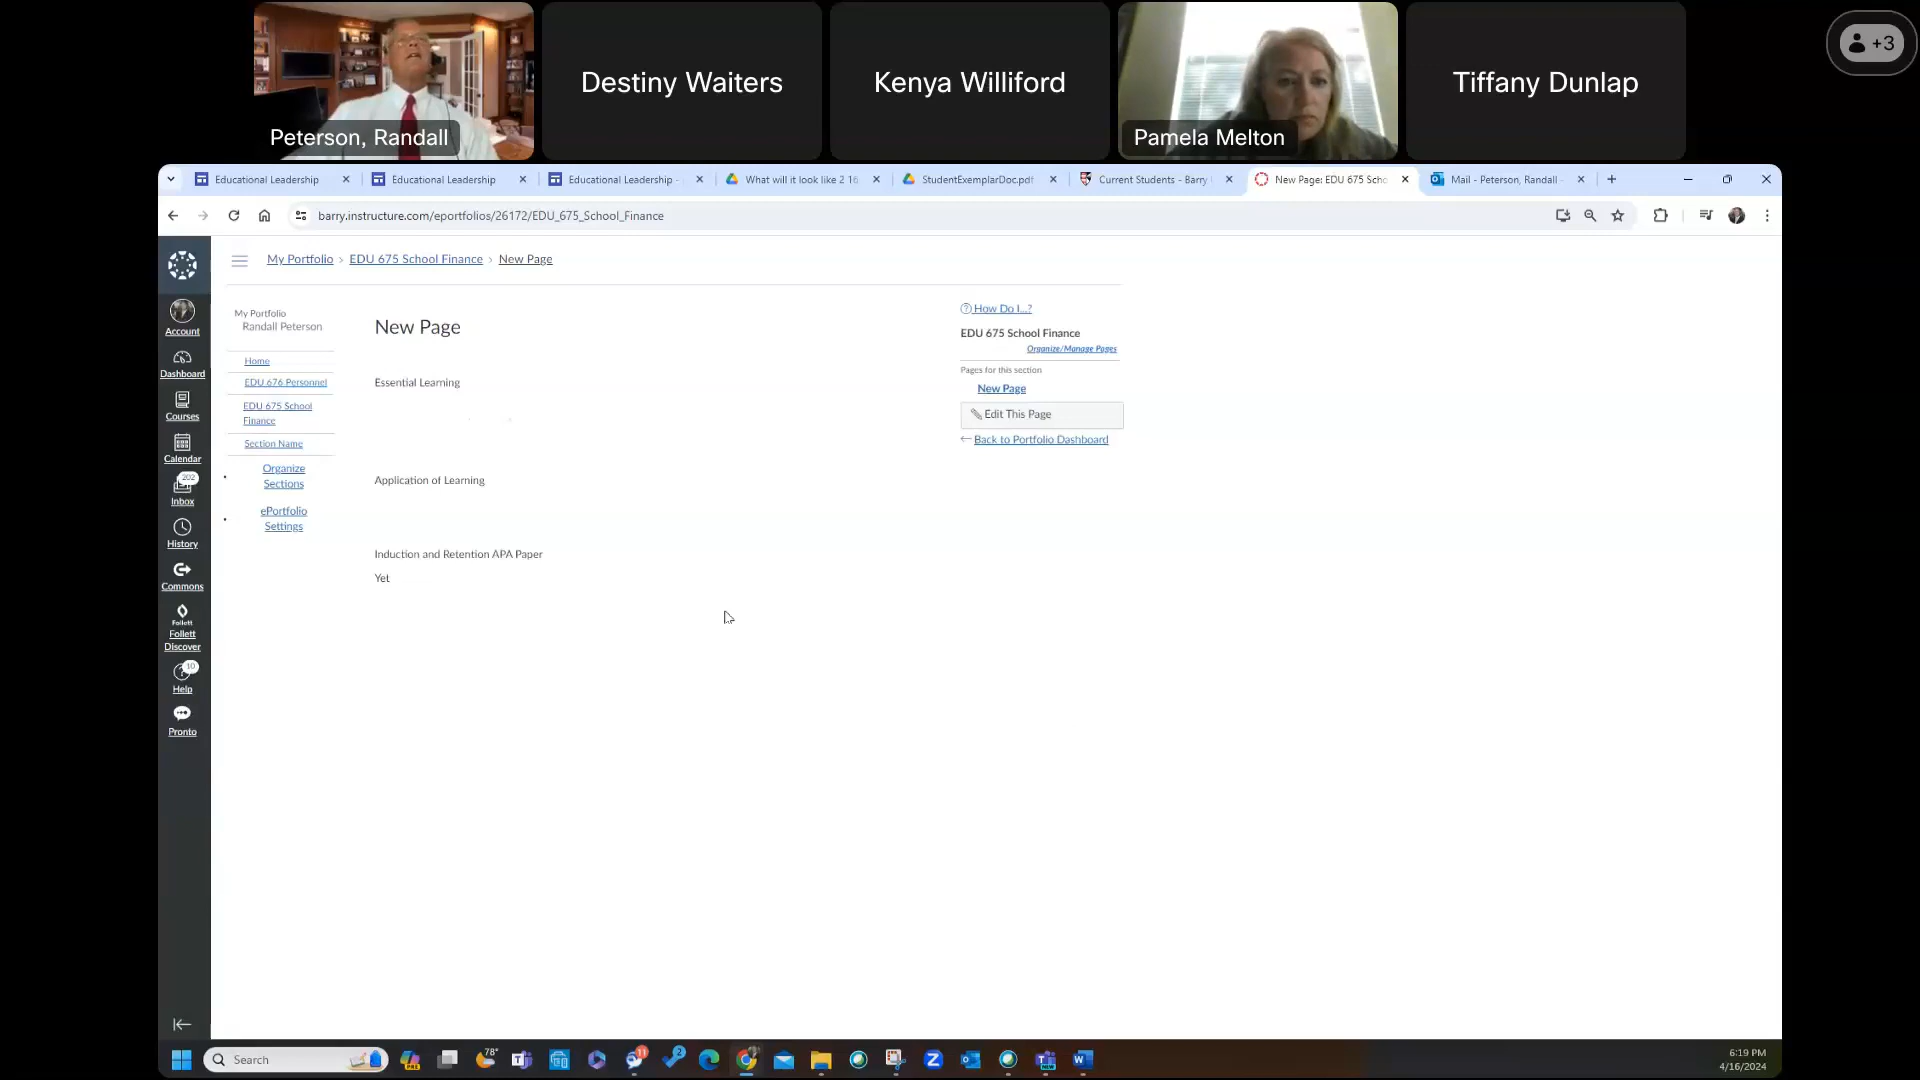 Peterson, Randall
Destiny Waiters
Kenya Williford
Pamela Melton
Tiffany Dunlap
+3
Educational Leadership
Educational Leadership
Educational Leadership -
What will it look like 2 16
StudentExemplarDoc.pdf
Current Students - Barry
New Page: EDU 675 Scho
Mail - Peterson, Randall -
barry.instructure.com/eportfolios/26172/EDU_675_School_Finance
My Portfolio › EDU 675 School Finance › New Page
Account
Dashboard
Courses
Calendar
202
Inbox
History
Commons
Follett
Follett
Discover
10
Help
Pronto
My Portfolio
Randall Peterson
Home
EDU 676 Personnel
EDU 675 School
Finance
Section Name
Organize
Sections
ePortfolio
Settings
New Page
Essential Learning
Application of Learning
Induction and Retention APA Paper
Yet
How Do I...?
EDU 675 School Finance
Organize/Manage Pages
Pages for this section
New Page
Edit This Page
Back to Portfolio Dashboard
Search
78°
6:19 PM
4/16/2024